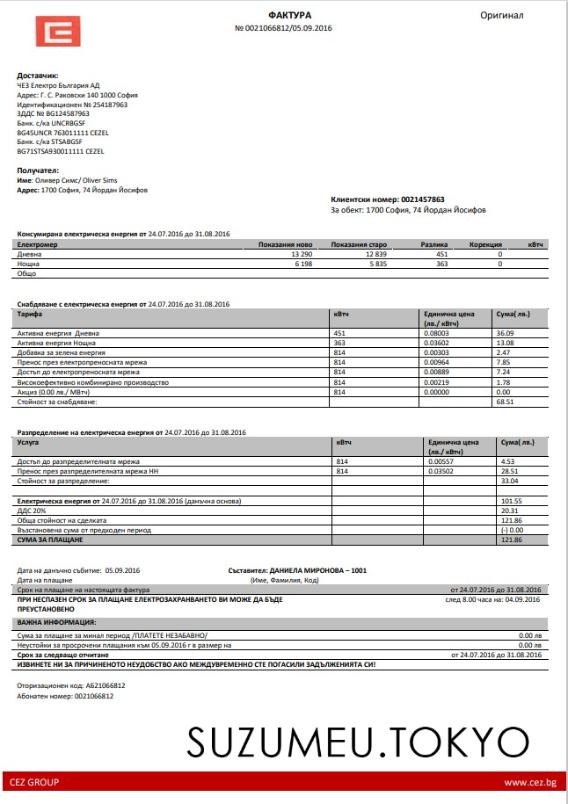 ФАКТУРА
Оригинал
№ 0021066812/05.09.2016
Доставчик:
ЧЕЗ Електро България АД
Адрес: Г. С. Раковски 140 1000 София
Идентификационен № 254187963
ЗДДС № BG124587963
Банк. с/ка UNCRBGSF
BG45UNCR 763011111 CEZEL
Банк. с/ка STSABGSF
BG71STSA930011111 CEZEL
Получател:
Име: Оливер Симс/ Oliver Sims
Адрес: 1700 София, 74 Йордан Йосифов
Клиентски номер: 0021457863
За обект: 1700 София, 74 Йордан Йосифов
Консумирана електрическа енергия от 24.07.2016 до 31.08.2016
Електромер Показания ново Показания старо Разлика Корекция кВтч
Дневна 13 290 12 839 451 0
Нощна 6 198 5 835 363 0
Общо
Снабдяване с електрическа енергия от 24.07.2016 до 31.08.2016
Тарифа кВтч Единична цена (лв./ кВтч) Сума( лв.)
Активна енергия Дневна 451 0.08003 36.09
Активна енергия Нощна 363 0.03602 13.08
Добавка за зелена енергия 814 0.00303 2.47
Пренос през електропреносната мрежа 814 0.00964 7.85
Достъп до електропреносната мрежа 814 0.00889 7.24
Високоефективно комбинирано производство 814 0.00219 1.78
Акциз (0.00 лв./ МВтч) 814 0.00000 0.00
Стойност за снабдяване: 68.51
Разпределение на електрическа енергия от 24.07.2016 до 31.08.2016
Услуга кВтч Единична цена (лв./ кВтч) Сума( лв.)
Достъп до разпределителната мрежа 814 0.00557 4.53
Пренос през разпределителната мрежа НН 814 0.03502 28.51
Стойност за разпределение: 33.04
Електрическа енергия от 24.07.2016 до 31.08.2016 (данъчна основа) 101.55
ДДС 20% 20.31
Обща стойност на сделката 121.86
Възстановена сума от предходен период (-) 0.00
СУМА ЗА ПЛАЩАНЕ 121.86
Дата на данъчно събитие: 05.09.2016 Съставител: ДАНИЕЛА МИРОНОВА – 1001
Дата на плащане (Име, Фамилия, Код)
Срок на плащане на настоящата фактура от 24.07.2016 до 31.08.2016
ПРИ НЕСПАЗЕН СРОК ЗА ПЛАЩАНЕ ЕЛЕКТРОЗАХРАНВАНЕТО ВИ МОЖЕ ДА БЪДЕ след 8.00 часа на: 04.09.2016
ПРЕУСТАНОВЕНО
ВАЖНА ИНФОРМАЦИЯ:
Сума за плащане за минал период /ПЛАТЕТЕ НЕЗАБАВНО/ 0.00 лв
Неустойки за просрочени плащания към 05.09.2016 г в размер на 0.00 лв
Срок за следващо отчитане от 24.07.2016 до 31.08.2016
ИЗВИНЕТЕ НИ ЗА ПРИЧИНЕНОТО НЕУДОБСТВО АКО МЕЖДУВРЕМЕННО СТЕ ПОГАСИЛИ ЗАДЪЛЖЕНИЯТА СИ!
Оторизационен код: А621066812
Абонатен номер: 0021066812
SUZUMEU.TOKYO
CEZ GROUP www.cez.bg